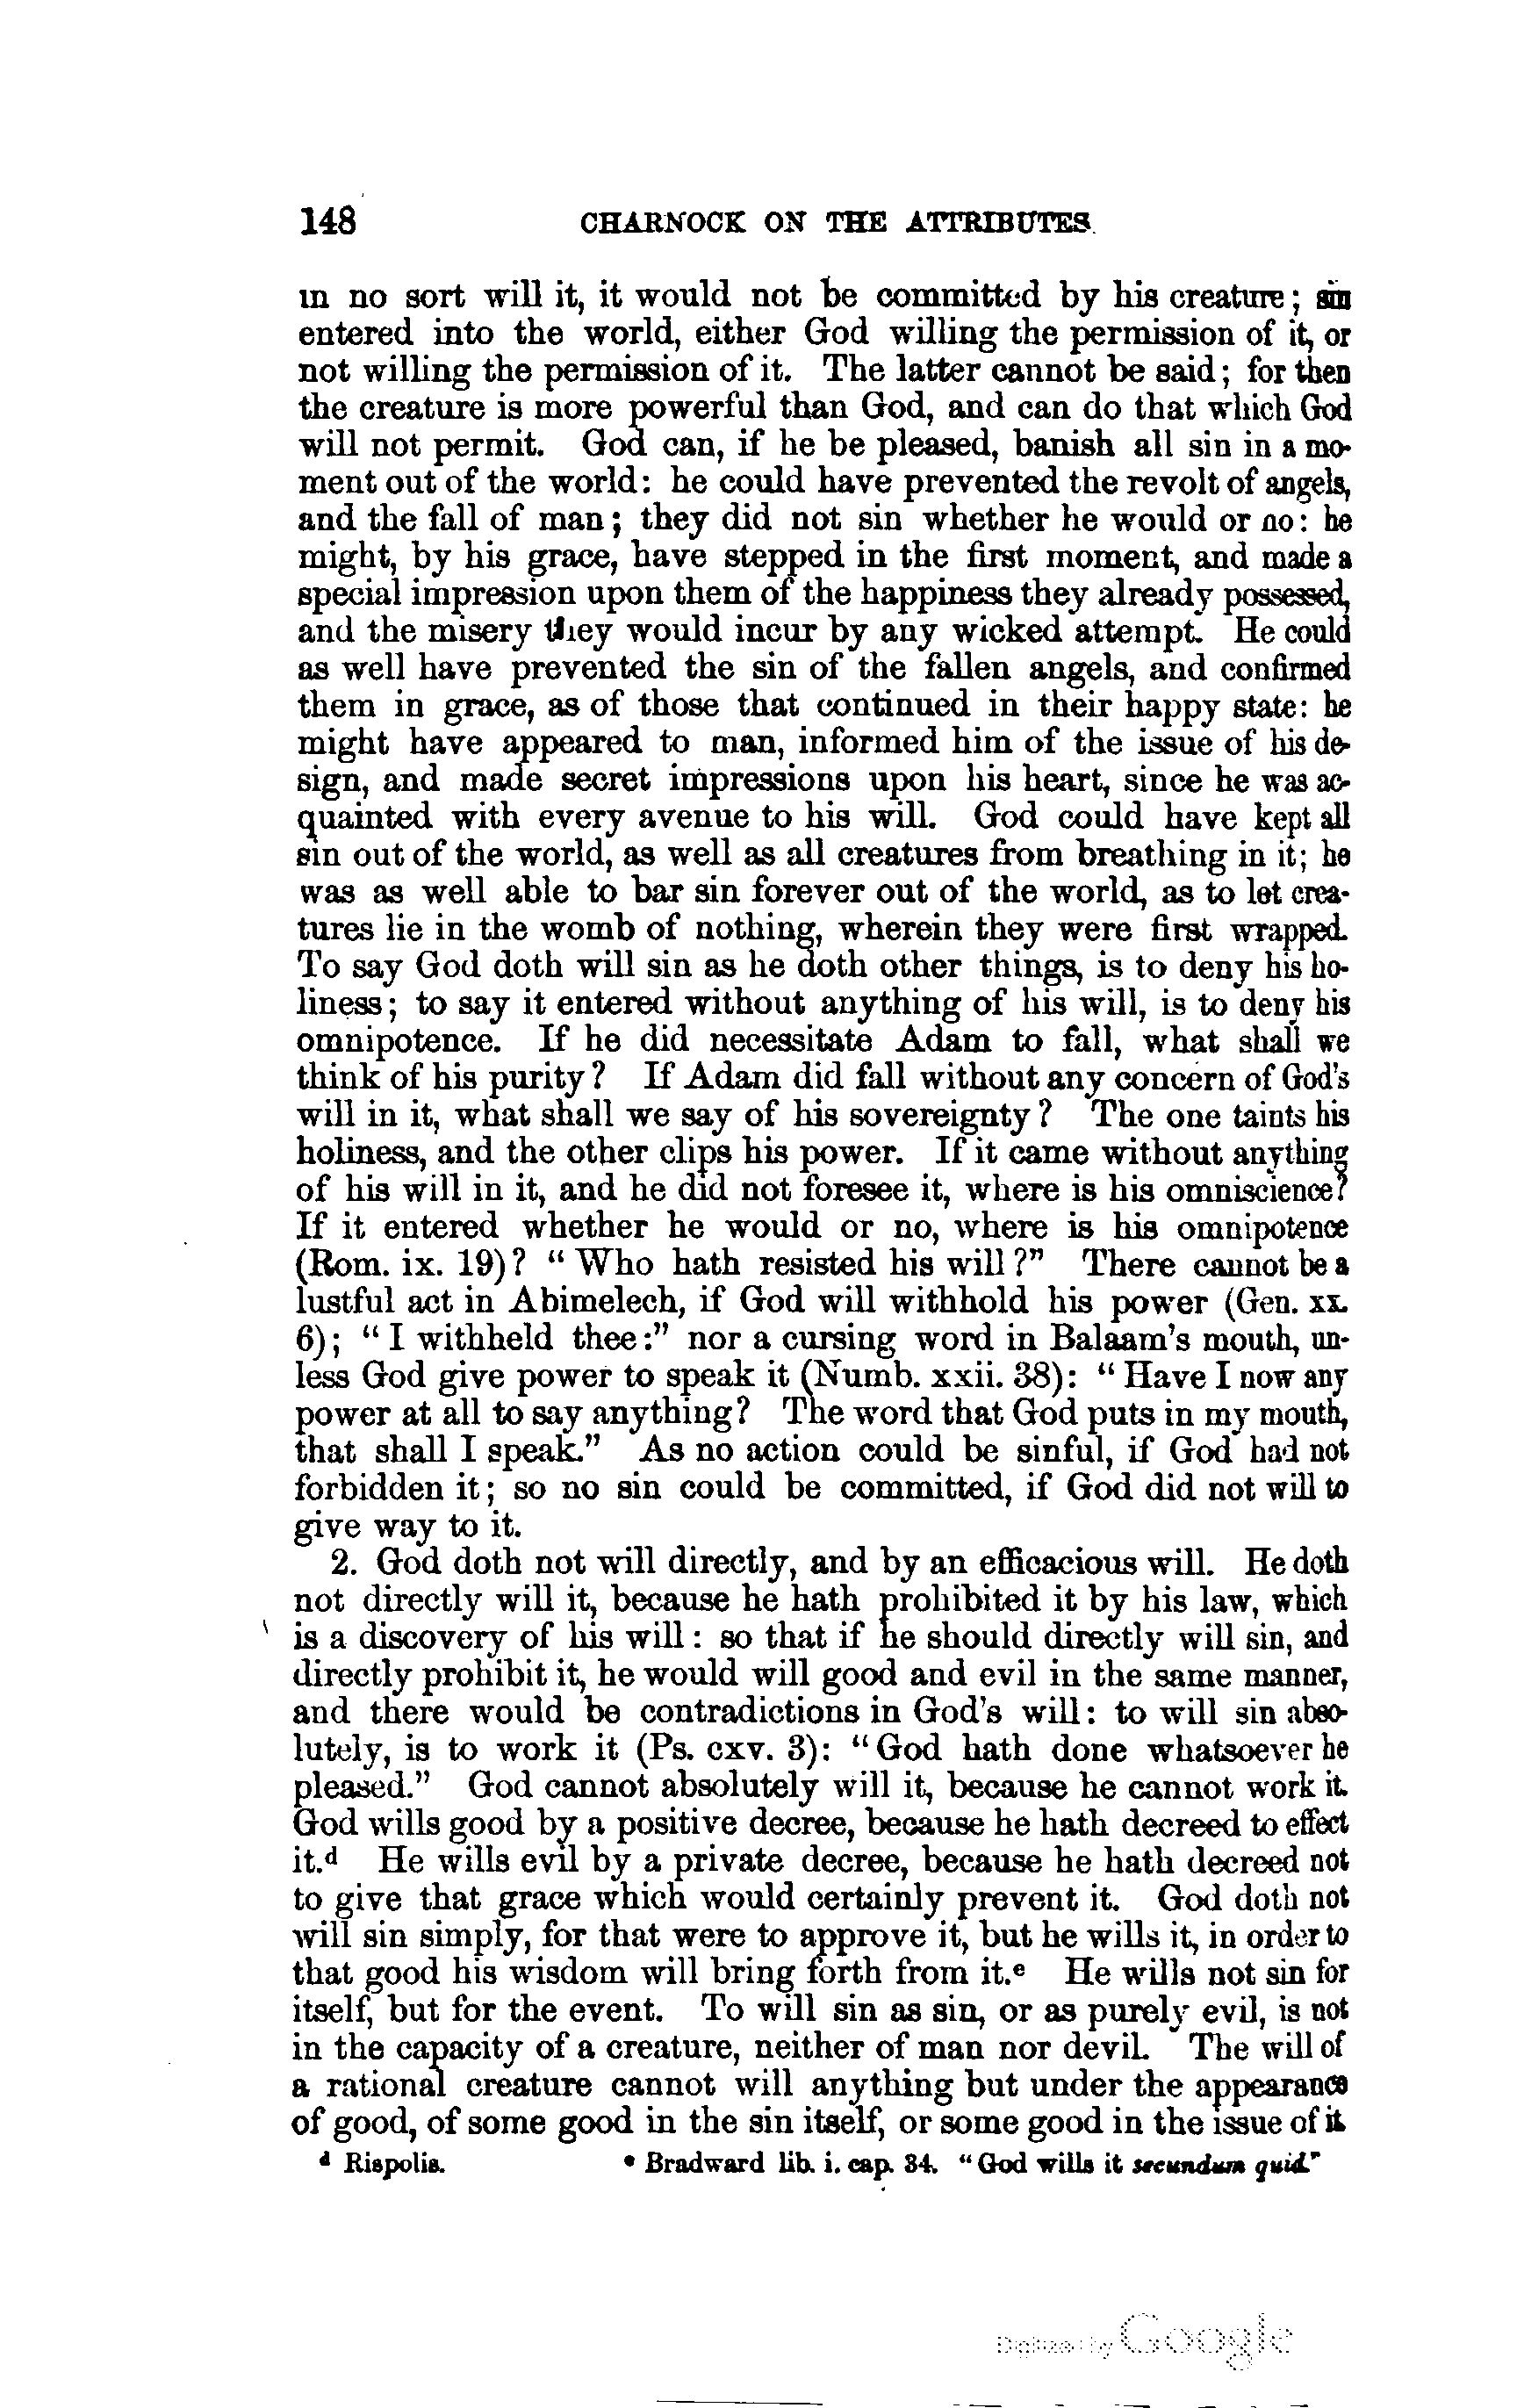 148 CHARNOCK ON THE ATTRIBUTES.
in no sort will it, it would not be committed by his creature; sin
entered into the world, either God willing the permission of it, or
not willing the permission of it. The latter cannot be said; for then
the creature is more powerful than God, and can do that which God
will not permit. God can, if he be pleased, banish all sin in a mo-
ment out of the world: he could have prevented the revolt of angels,
and the fall of man; they did not sin whether he would or no: he
might, by his grace, have stepped in the first moment, and made a
special impression upon them of the happiness they already possessed,
and the misery they would incur by any wicked attempt. He could
as well have prevented the sin of the fallen angels, and confirmed
them in grace, as of those that continued in their happy state: he
might have appeared to man, informed him of the issue of his de-
sign, and made secret impressions upon his heart, since he was ac-
quainted with every avenue to his will. God could have kept all
sin out of the world, as well as all creatures from breathing in it; he
was as well able to bar sin forever out of the world, as to let crea-
tures lie in the womb of nothing, wherein they were first wrapped.
To say God doth will sin as he doth other things, is to deny his ho-
liness; to say it entered without anything of his will, is to deny his
omnipotence. If he did necessitate Adam to fall, what shall we
think of his purity? If Adam did fall without any concern of God's
will in it, what shall we say of his sovereignty? The one taints his
holiness, and the other clips his power. If it came without anything
of his will in it, and he did not foresee it, where is his omniscience?
If it entered whether he would or no, where is his omnipotence
(Rom. ix. 19)? "Who hath resisted his will?" There cannot be a
lustful act in Abimelech, if God will withhold his power (Gen. xx.
6); "I withheld thee:" nor a cursing word in Balaam's mouth, un-
less God give power to speak it (Numb. xxii. 38): "Have I now any
power at all to say anything? The word that God puts in my mouth,
that shall I speak." As no action could be sinful, if God had not
forbidden it; so no sin could be committed, if God did not will to
give way to it.
2. God doth not will directly, and by an efficacious will. He doth
not directly will it, because he hath prohibited it by his law, which
is a discovery of his will: so that if he should directly will sin, and
directly prohibit it, he would will good and evil in the same manner,
and there would be contradictions in God's will: to will sin abso-
lutely, is to work it (Ps. cxv. 3): "God hath done whatsoever he
pleased." God cannot absolutely will it, because he cannot work it.
God wills good by a positive decree, because he hath decreed to effect
it.d He wills evil by a private decree, because he hath decreed not
to give that grace which would certainly prevent it. God doth not
will sin simply, for that were to approve it, but he wills it, in order to
that good his wisdom will bring forth from it.e He wills not sin for
itself, but for the event. To will sin as sin, or as purely evil, is not
in the capacity of a creature, neither of man nor devil. The will of
a rational creature cannot will anything but under the appearance
of good, of some good in the sin itself, or some good in the issue of it.
d Rispolis. e Bradward lib. i. cap. 34. "God wills it secundum quid."
Digitized by Google